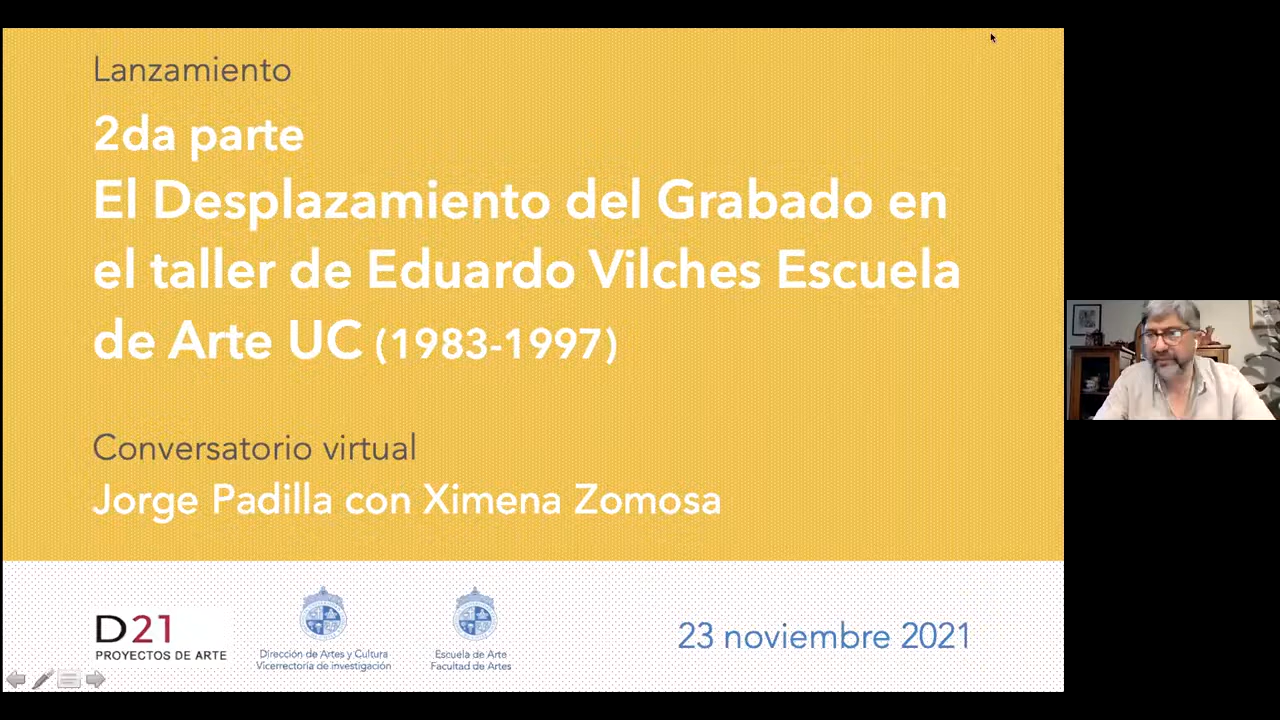 Lanzamiento
2da parte
El Desplazamiento del Grabado en
el taller de Eduardo Vilches Escuela
de Arte UC (1983-1997)
Conversatorio virtual
Jorge Padilla con Ximena Zomosa
D21
PROYECTOS DE ARTE
Dirección de Artes y Cultura
Vicerrectoría de investigación
Escuela de Arte
Facultad de Artes
23 noviembre 2021